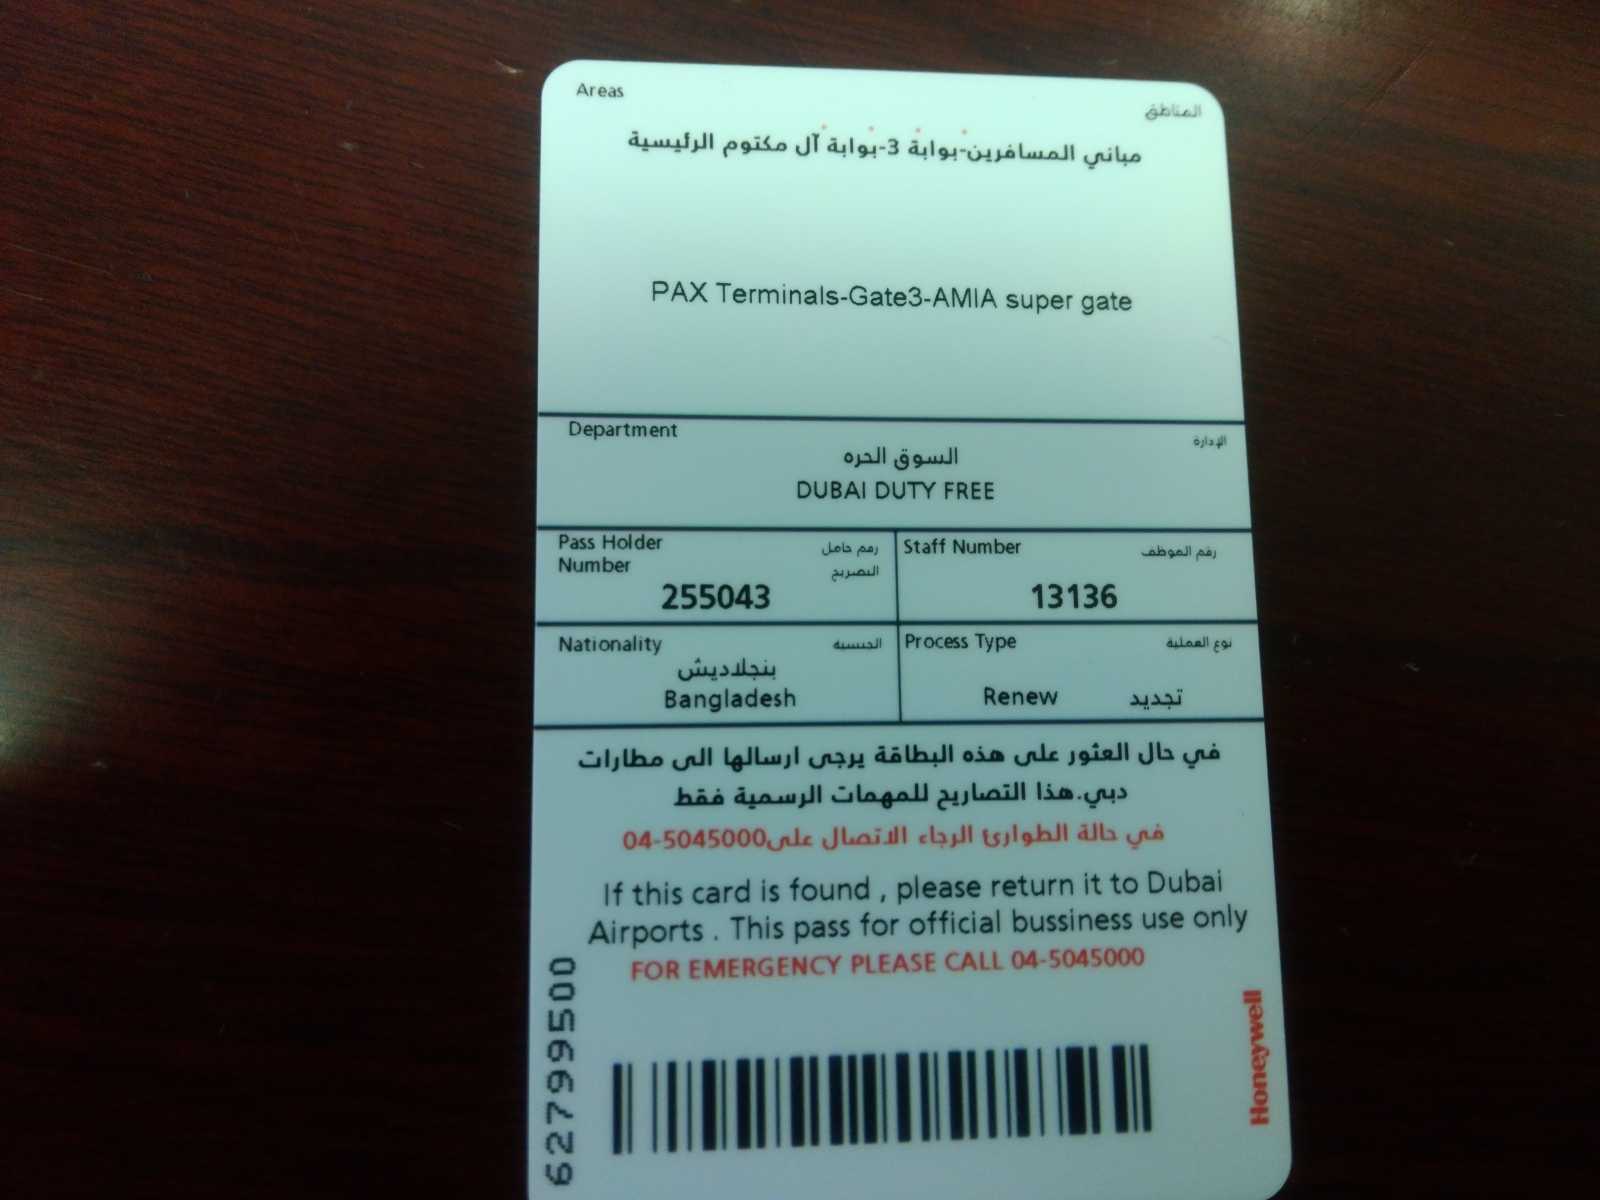 Areas
المناطق
مباني المسافرين-بوابة 3-بوابة آل مكتوم الرئيسية
PAX Terminals-Gate3-AMIA super gate
Department
الإدارة
السوق الحره
DUBAI DUTY FREE
Pass Holder
Number
رقم حامل
التصريح
255043
Staff Number
رقم الموظف
13136
Nationality
الجنسية
بنجلاديش
Bangladesh
Process Type
نوع العملية
Renew تجديد
في حال العثور على هذه البطاقة يرجى ارسالها الى مطارات
دبي.هذا التصاريح للمهمات الرسمية فقط
في حالة الطوارئ الرجاء الاتصال على04-5045000
If this card is found , please return it to Dubai
Airports . This pass for official bussiness use only
FOR EMERGENCY PLEASE CALL 04-5045000
62799500
Honeywell